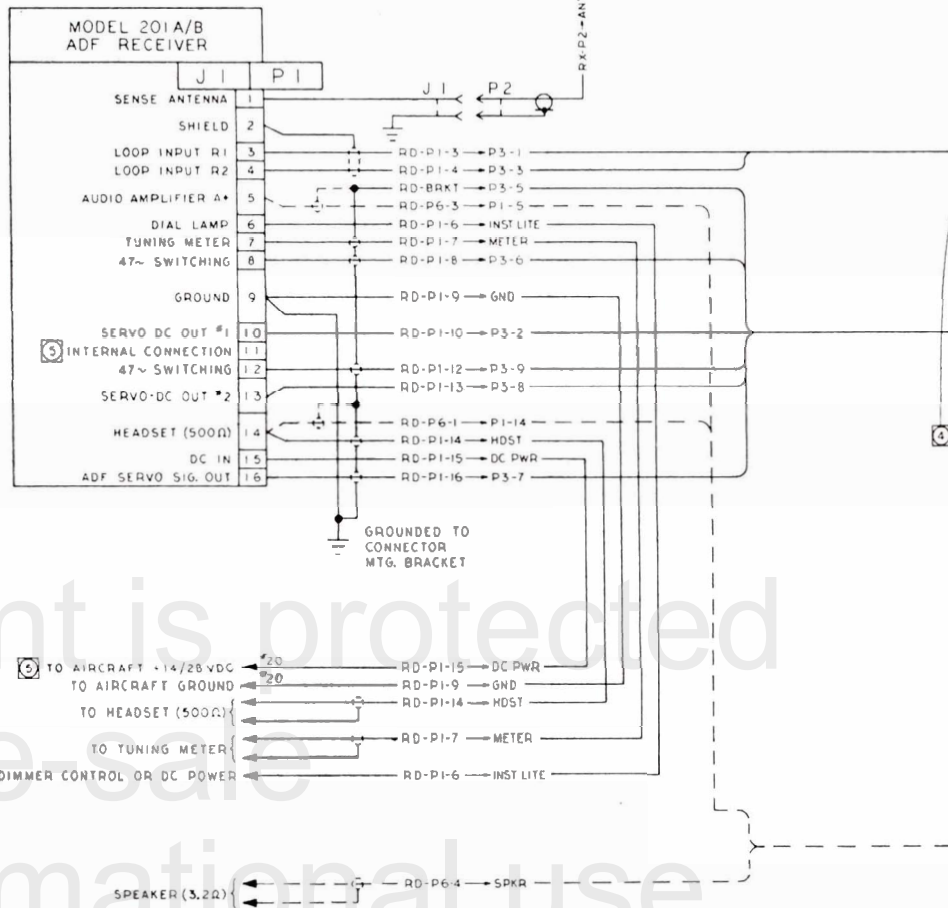 MODEL 201A/B
ADF RECEIVER
J1 P1
RX-P2-AN
J1 P2
SENSE ANTENNA 1
SHIELD 2
LOOP INPUT R1 3 RD-P1-3 P3-1
LOOP INPUT R2 4 RD-P1-4 P3-3
RD-BRKT P3-5
AUDIO AMPLIFIER A+ 5 RD-P6-3 P1-5
DIAL LAMP 6 RD-P1-6 INST LITE
TUNING METER 7 RD-P1-7 METER
47~ SWITCHING 8 RD-P1-8 P3-6
GROUND 9 RD-P1-9 GND
SERVO DC OUT #1 10 RD-P1-10 P3-2
5 INTERNAL CONNECTION 11
47~ SWITCHING 12 RD-P1-12 P3-9
SERVO-DC OUT #2 13 RD-P1-13 P3-8
RD-P6-1 P1-14
HEADSET (500Ω) 14 RD-P1-14 HDST
4
DC IN 15 RD-P1-15 DC PWR
ADF SERVO SIG. OUT 16 RD-P1-16 P3-7
GROUNDED TO
CONNECTOR
MTG. BRACKET
nt is protected
5 TO AIRCRAFT +14/28 VDC #20 RD-P1-15 DC PWR
TO AIRCRAFT GROUND #20 RD-P1-9 GND
TO HEADSET (500Ω) RD-P1-14 HDST
TO TUNING METER RD-P1-7 METER
e-sale
DIMMER CONTROL OR DC POWER RD-P1-6 INST LITE
mational use
SPEAKER (3.2Ω) RD-P6-4 SPKR